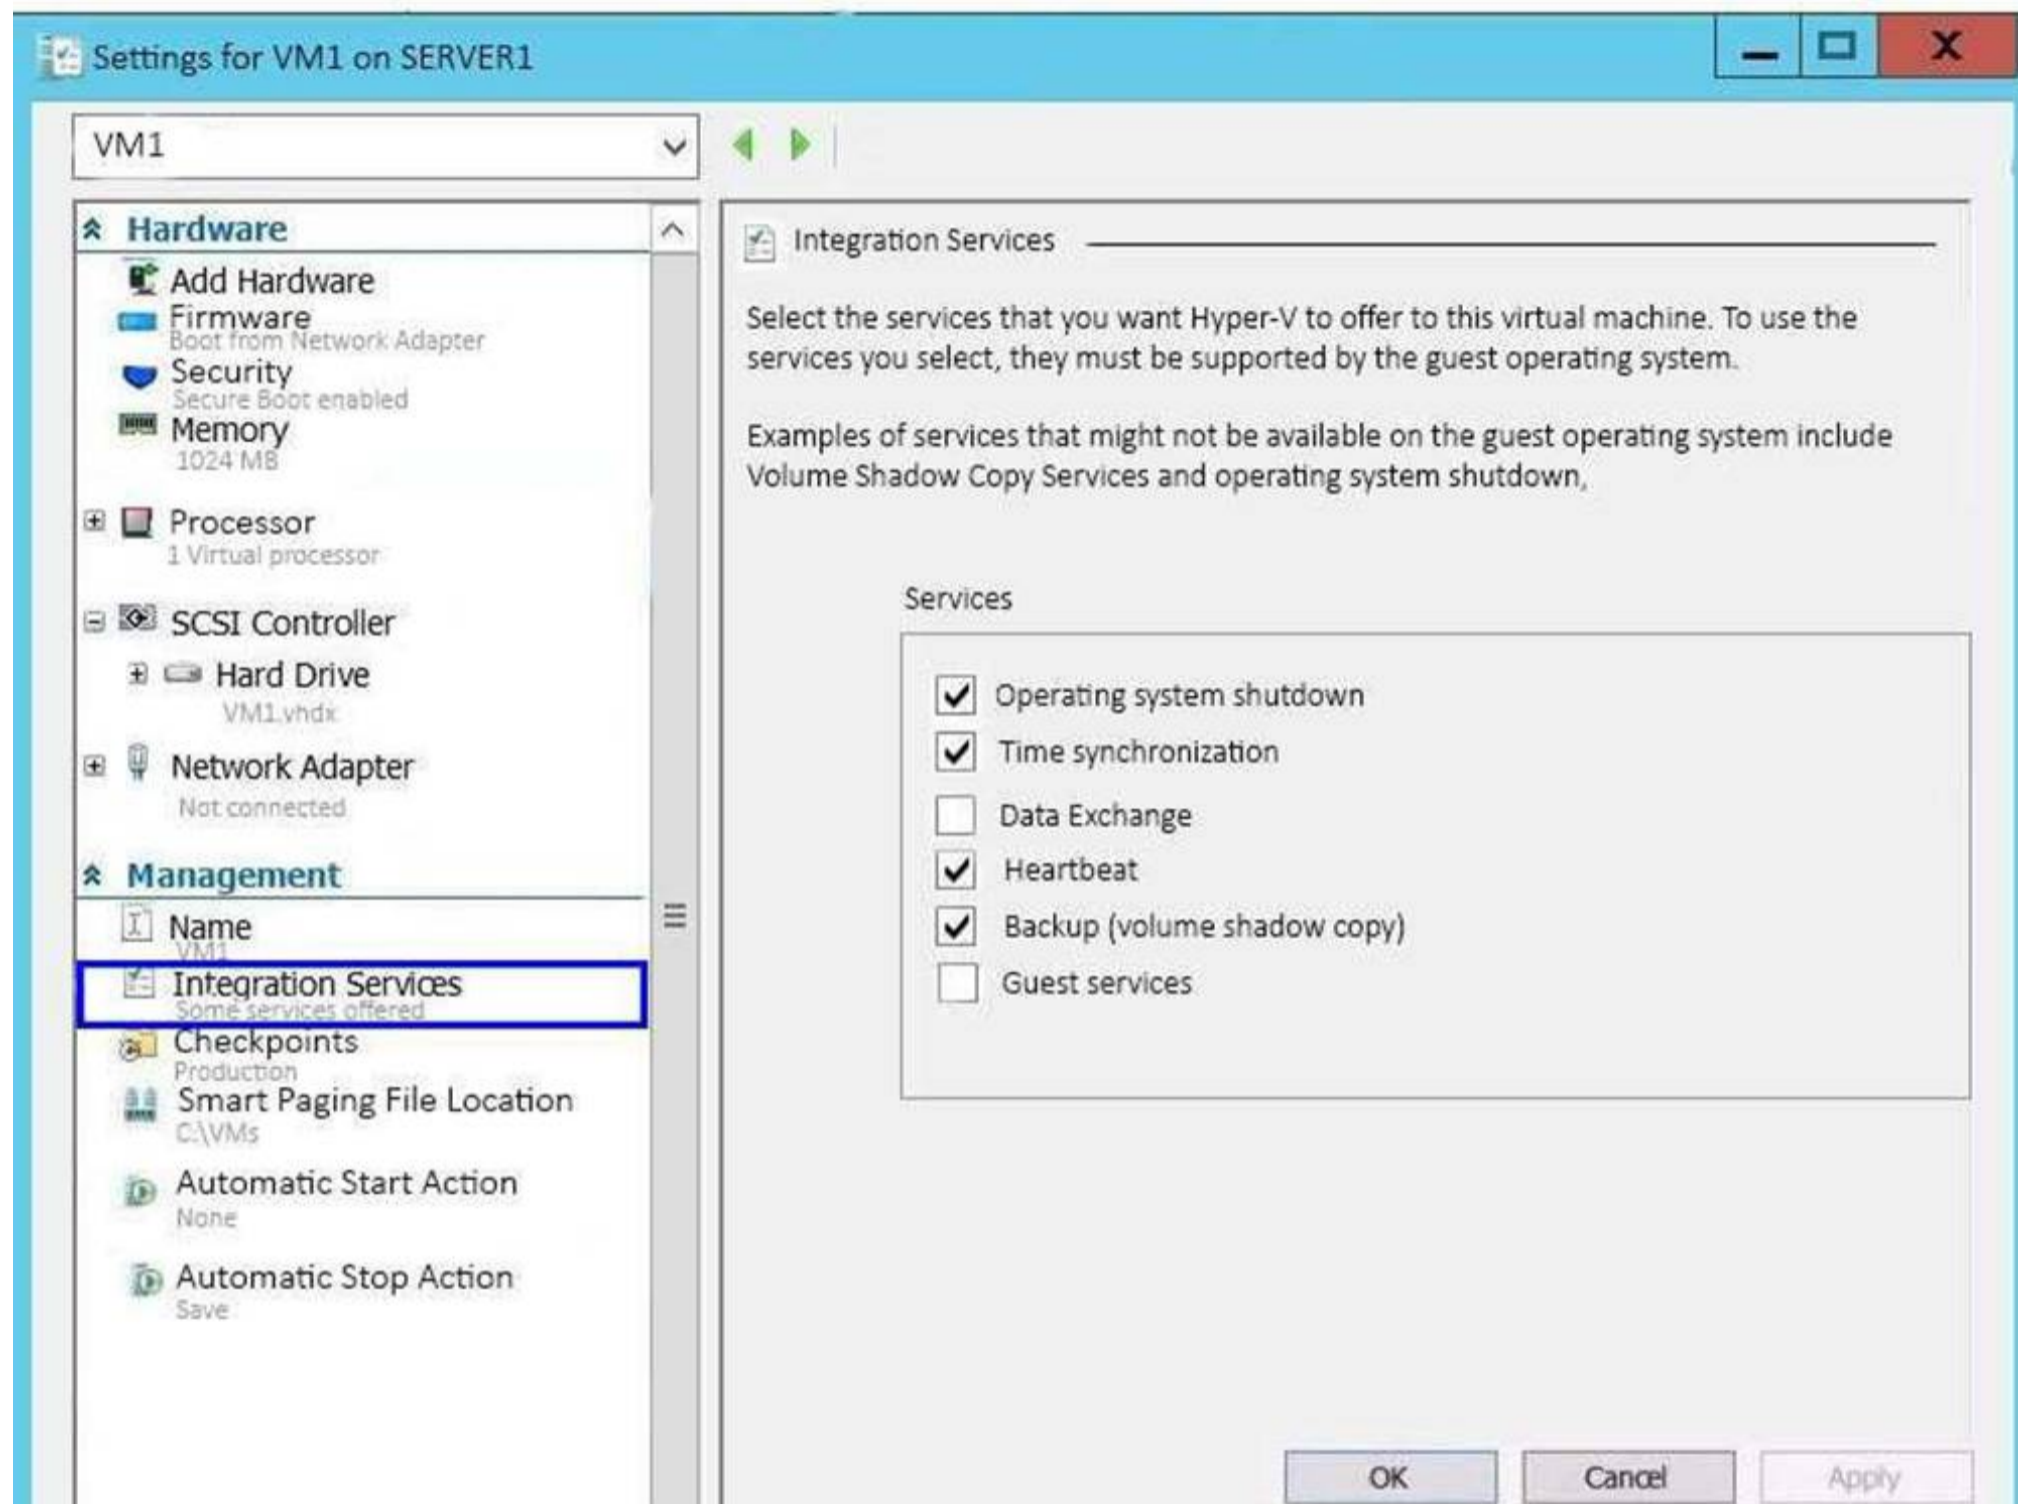 Settings for VM1 on SERVER1
X
VM1
Hardware
Add Hardware
Firmware
Boot from Network Adapter
Security
Secure Boot enabled
Memory
1024 MB
Processor
1 Virtual processor
SCSI Controller
Hard Drive
VM1.vhdx
Network Adapter
Not connected
Management
Name
VM1
Integration Services
Some services offered
Checkpoints
Production
Smart Paging File Location
C:\VMs
Automatic Start Action
None
Automatic Stop Action
Save
Integration Services
Select the services that you want Hyper-V to offer to this virtual machine. To use the
services you select, they must be supported by the guest operating system.
Examples of services that might not be available on the guest operating system include
Volume Shadow Copy Services and operating system shutdown,
Services
Operating system shutdown
Time synchronization
Data Exchange
Heartbeat
Backup (volume shadow copy)
Guest services
OK
Cancel
Apply